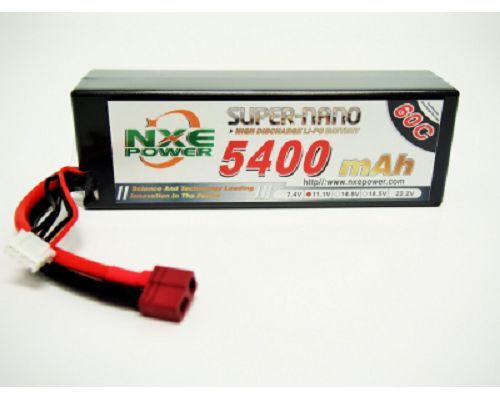 NXE
POWER
SUPER-NANO
HIGH DISCHARGE LI-PO BATTERY
60C
5400 mAh
http//:www.nxepower.com
Science And Technology Leading
Innovation In The Future
7.4V 11.1V 14.8V 18.5V 22.2V